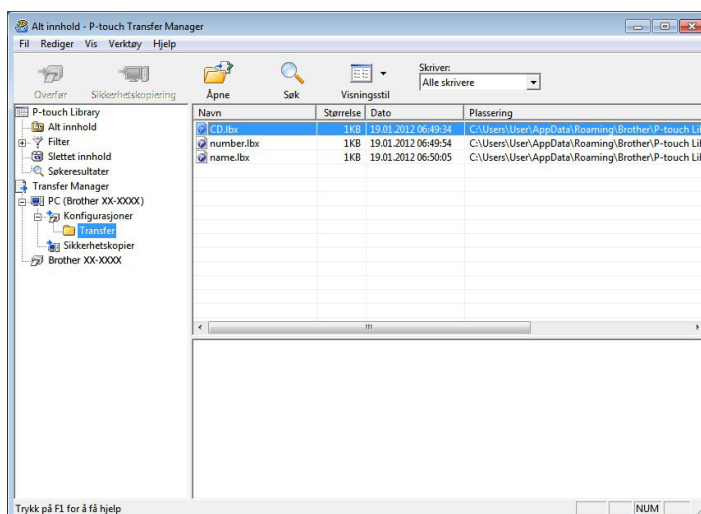 Alt innhold - P-touch Transfer Manager
Fil Rediger Vis Verktøy Hjelp
Overfør Sikkerhetskopiering Åpne Søk Visningsstil
Skriver:
Alle skrivere
P-touch Library
Alt innhold
Filter
Slettet innhold
Søkeresultater
Transfer Manager
PC (Brother XX-XXXX)
Konfigurasjoner
Transfer
Sikkerhetskopier
Brother XX-XXXX
Navn Størrelse Dato Plassering
CD.lbx 1KB 19.01.2012 06:49:34 C:\Users\User\AppData\Roaming\Brother\P-touch Lib
number.lbx 1KB 19.01.2012 06:49:54 C:\Users\User\AppData\Roaming\Brother\P-touch Lib
name.lbx 1KB 19.01.2012 06:50:05 C:\Users\User\AppData\Roaming\Brother\P-touch Lib
Trykk på F1 for å få hjelp
NUM